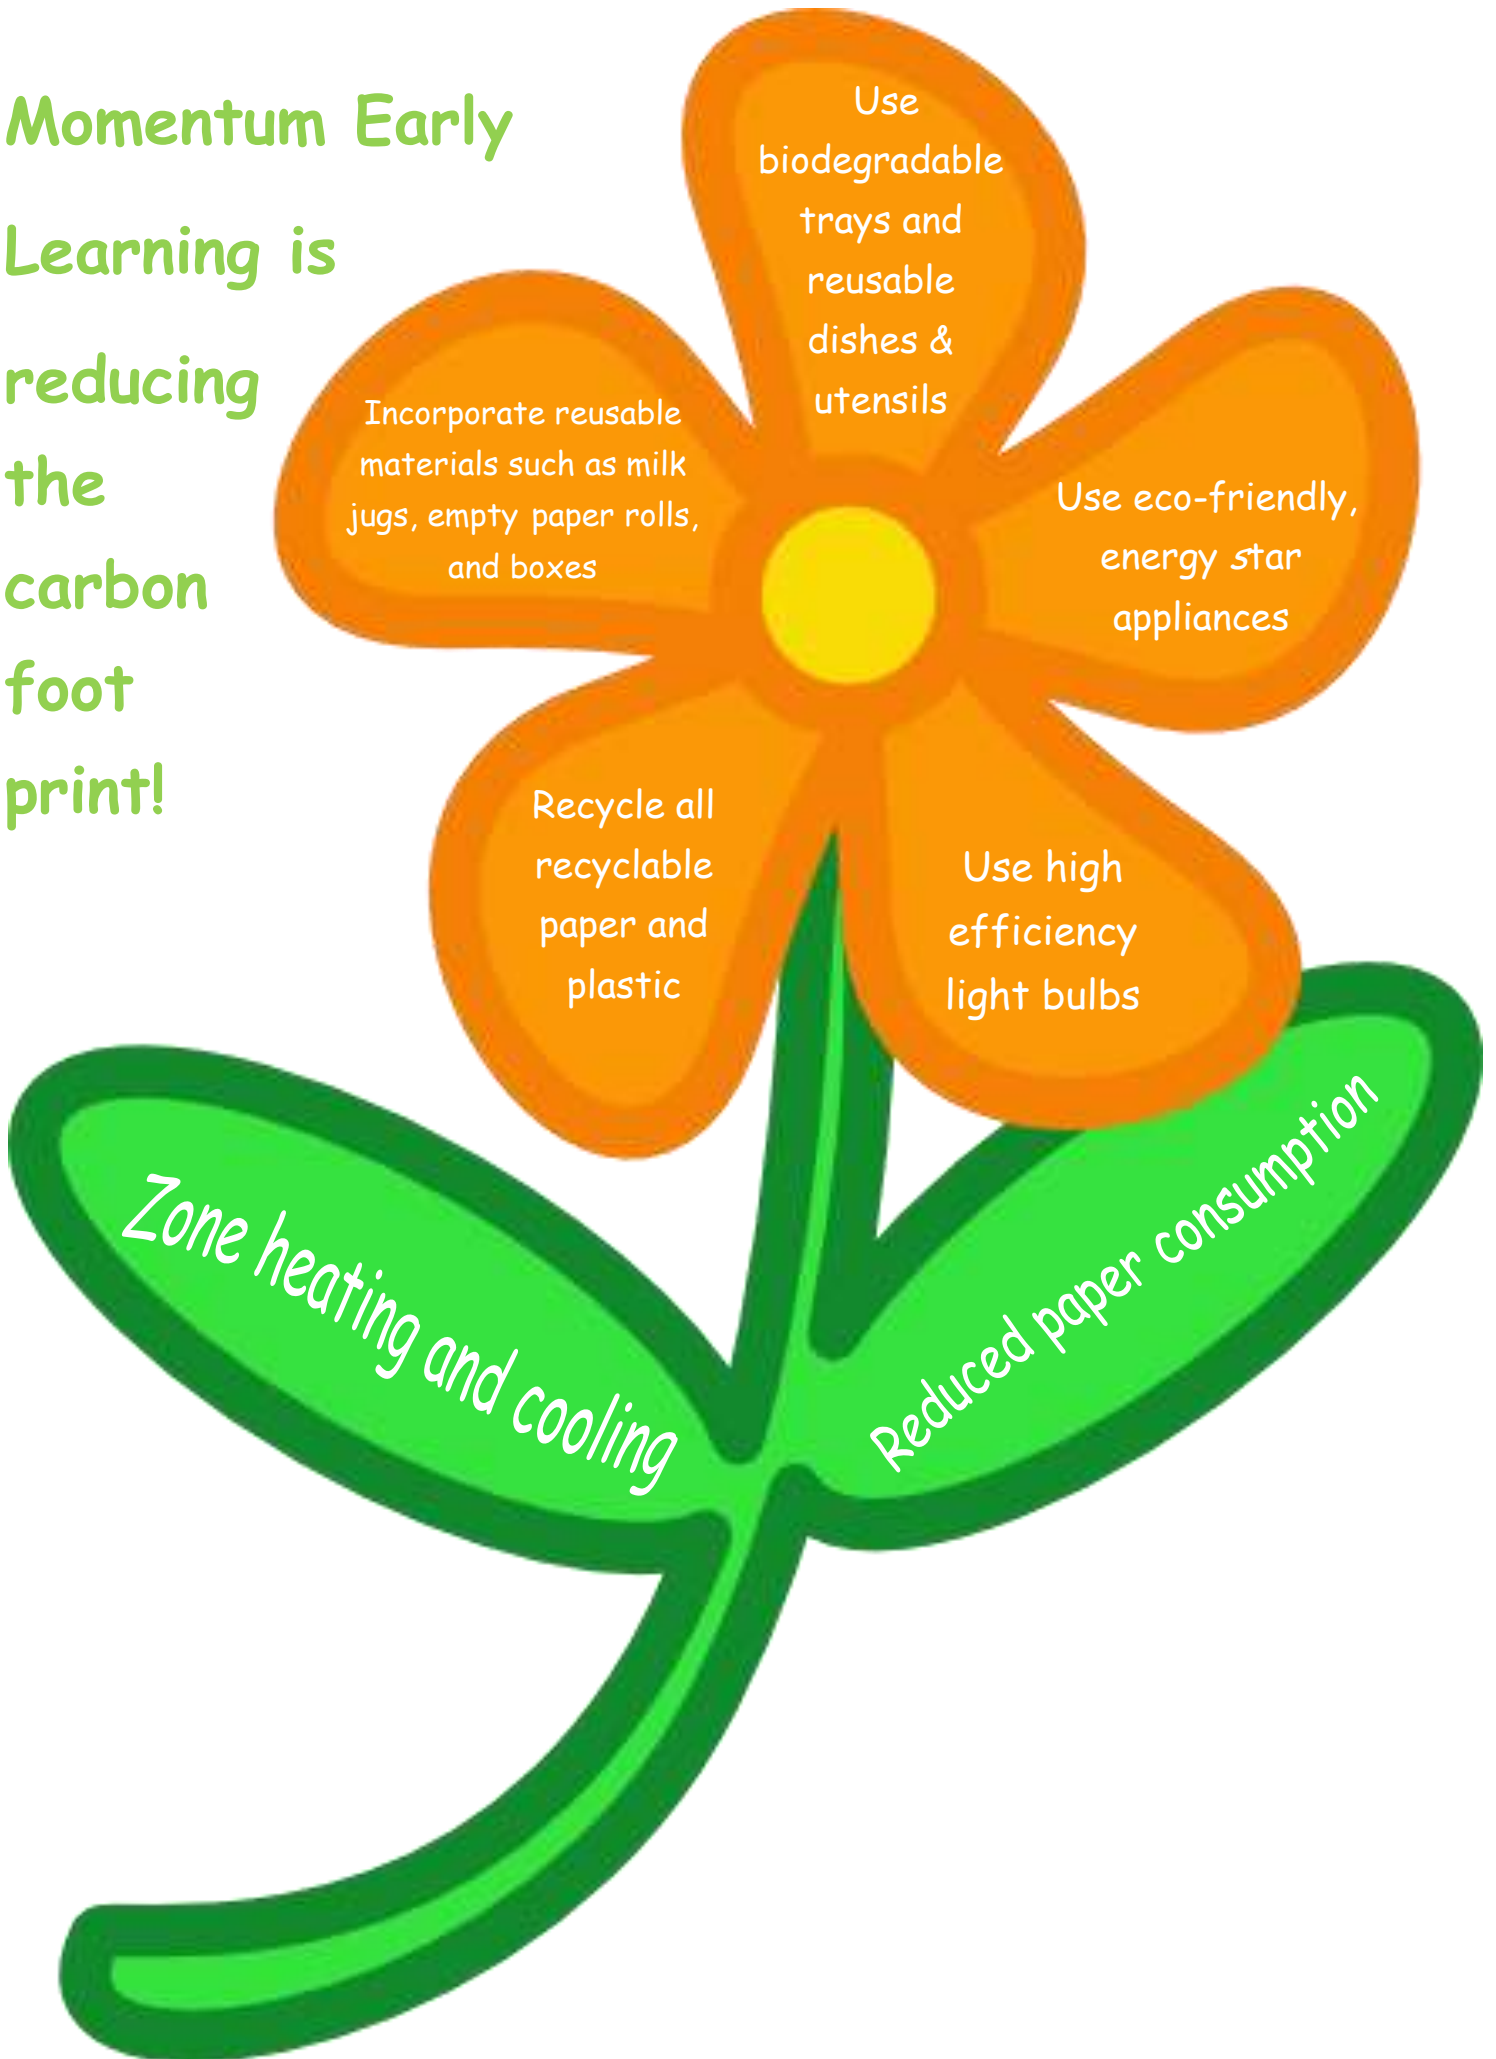 Momentum Early
Learning is
reducing
the
carbon
foot
print!
Use
biodegradable
trays and
reusable
dishes &
utensils
Incorporate reusable
materials such as milk
jugs, empty paper rolls,
and boxes
Use eco-friendly,
energy star
appliances
Recycle all
recyclable
paper and
plastic
Use high
efficiency
light bulbs
Zone heating and cooling
Reduced paper consumption